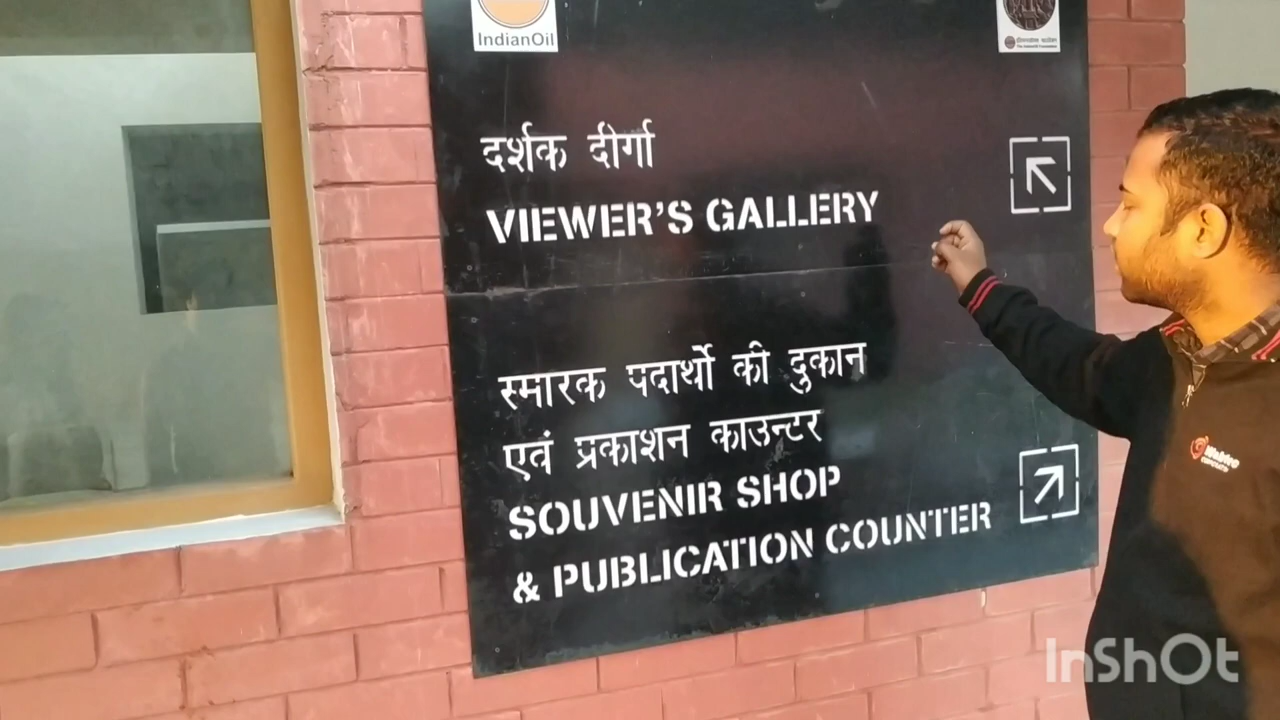 IndianOil
दर्शक दीर्गा
VIEWER'S GALLERY
स्मारक पदार्थो की दुकान
एवं प्रकाशन काउन्टर
SOUVENIR SHOP
& PUBLICATION COUNTER
InShOt